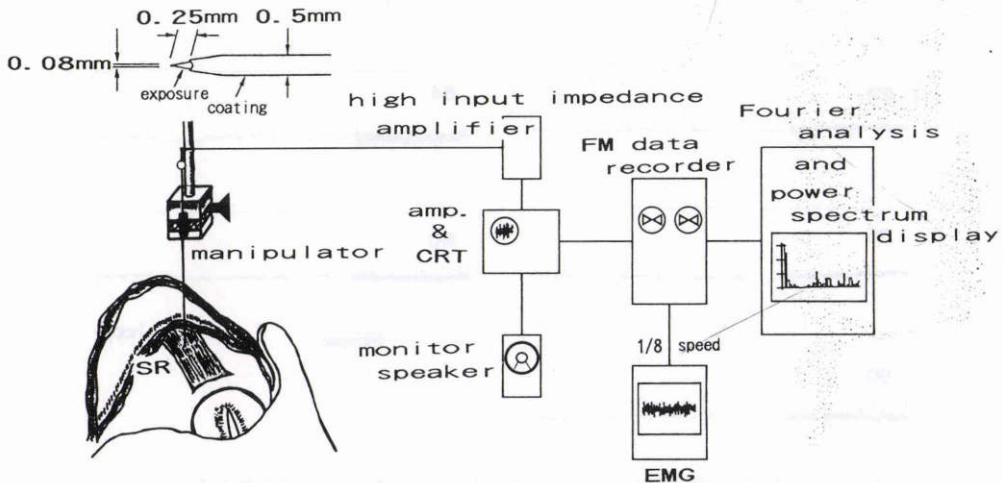 0. 25mm
0. 5mm
0. 08mm
exposure
coating
high input impedance
amplifier
FM data
recorder
Fourier
analysis
and
power
spectrum
display
amp.
&
CRT
manipulator
monitor
speaker
1/8 speed
SR
EMG